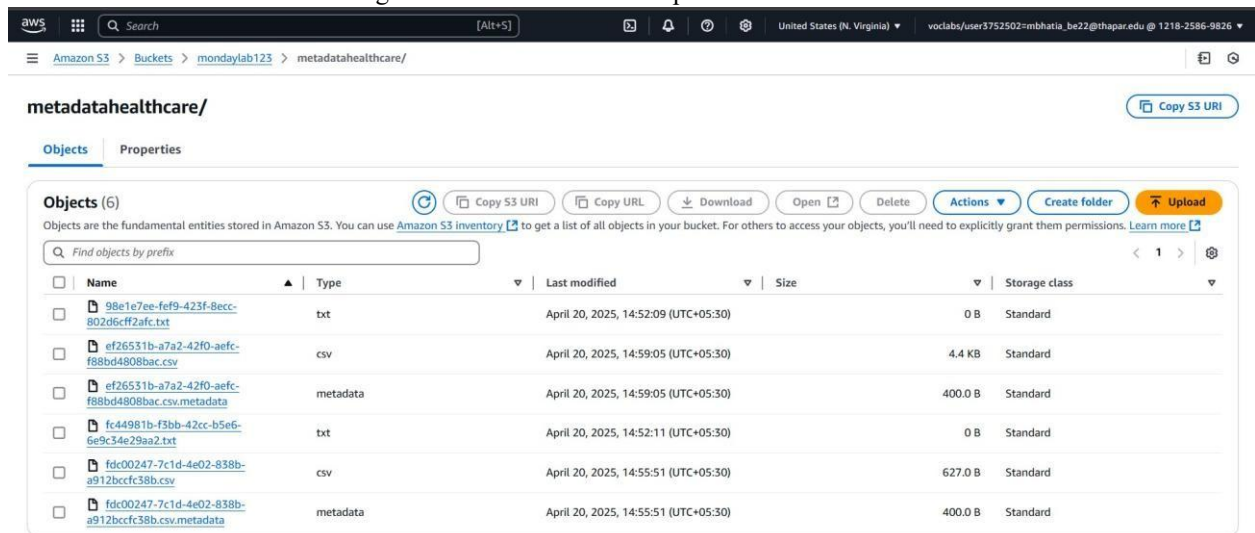 aws Search [Alt+S] United States (N. Virginia) ▼ voclabs/user3752502=mbhatia_be22@thapar.edu @ 1218-2586-9826 ▼
Amazon S3 > Buckets > mondaylab123 > metadatahealthcare/
metadatahealthcare/ Copy S3 URI
Objects Properties
Objects (6) Copy S3 URI Copy URL Download Open Delete Actions ▼ Create folder Upload
Objects are the fundamental entities stored in Amazon S3. You can use Amazon S3 inventory to get a list of all objects in your bucket. For others to access your objects, you'll need to explicitly grant them permissions. Learn more
Find objects by prefix < 1 >
Name Type Last modified Size Storage class
98e1e7ee-fef9-423f-8ecc-
802d6cff2afc.txt txt April 20, 2025, 14:52:09 (UTC+05:30) 0 B Standard
ef26531b-a7a2-42f0-aefc-
f88bd4808bac.csv csv April 20, 2025, 14:59:05 (UTC+05:30) 4.4 KB Standard
ef26531b-a7a2-42f0-aefc-
f88bd4808bac.csv.metadata metadata April 20, 2025, 14:59:05 (UTC+05:30) 400.0 B Standard
fc44981b-f3bb-42cc-b5e6-
6e9c34e29aa2.txt txt April 20, 2025, 14:52:11 (UTC+05:30) 0 B Standard
fdc00247-7c1d-4e02-838b-
a912bccfc38b.csv csv April 20, 2025, 14:55:51 (UTC+05:30) 627.0 B Standard
fdc00247-7c1d-4e02-838b-
a912bccfc38b.csv.metadata metadata April 20, 2025, 14:55:51 (UTC+05:30) 400.0 B Standard